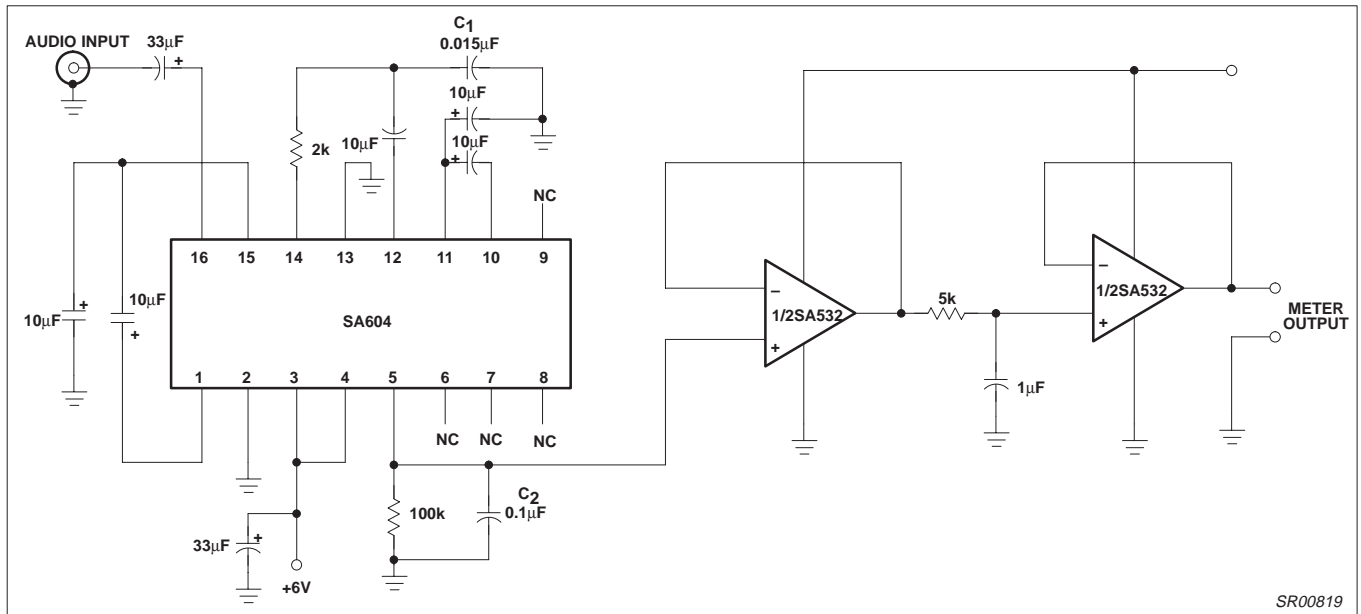 AUDIO INPUT
33µF
+
C1
0.015µF
10µF
+
10µF
+
10µF
2k
NC
16 15 14 13 12 11 10 9
10µF
+
10µF
+
SA604
1 2 3 4 5 6 7 8
NC NC NC
33µF
+
+6V
100k
C2
0.1µF
−
+
1/2SA532
5k
1µF
−
+
1/2SA532
METER
OUTPUT
SR00819